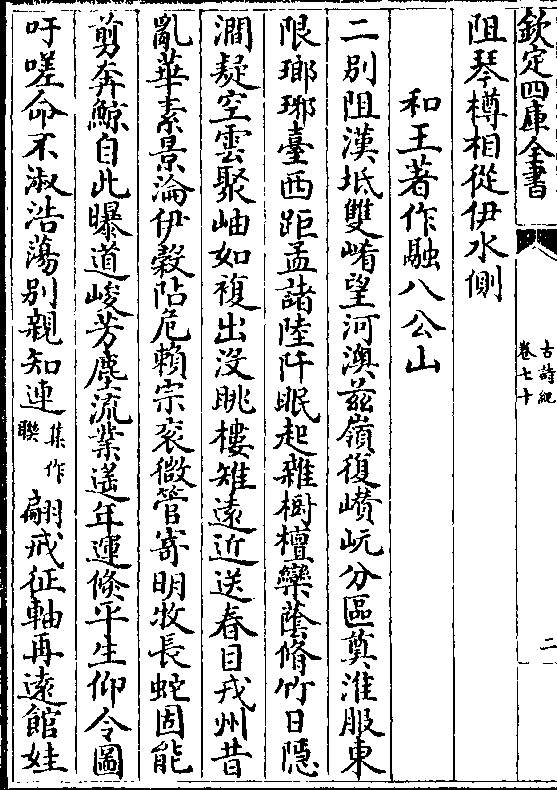 欽定四庫全書
古詩紀
卷七十
二
阻琴樽相從伊水側
和王著作融八公山
二别阻漢坻雙崤望河澳兹嶺復巑岏分區奠淮服東
限瑯琊臺西距孟諸陸阡眠起雜樹檀欒蔭脩竹日隱
澗疑空雲聚岫如複出没眺樓雉遠近送春目戎州昔
亂華素景淪伊穀阽危賴宗衮微管寄明牧長蛇固能
剪奔鯨自此曝道峻芳塵流業遥年運倐平生仰令圖
吁嗟命不淑浩蕩别親知連集作聯翩戒征軸再逺館娃